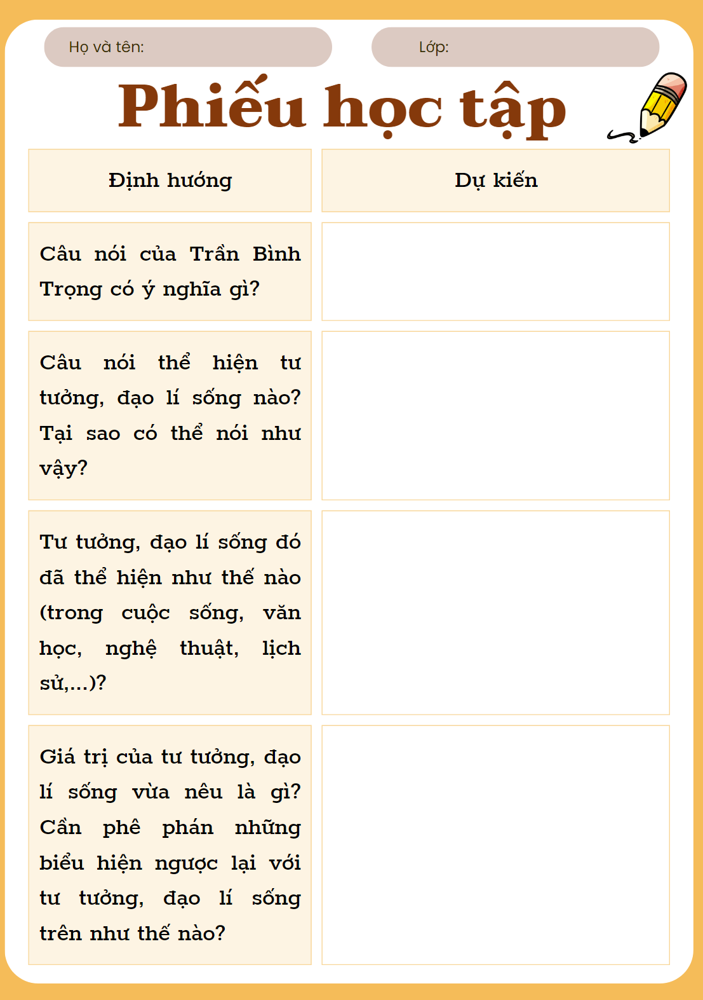 Họ và tên:
Lớp:
Phiếu học tập
Định hướng
Dự kiến
Câu nói của Trần Bình
Trọng có ý nghĩa gì?
Câu nói thể hiện tư
tưởng, đạo lí sống nào?
Tại sao có thể nói như
vậy?
Tư tưởng, đạo lí sống đó
đã thể hiện như thế nào
(trong cuộc sống, văn
học, nghệ thuật, lịch
sử,...)?
Giá trị của tư tưởng, đạo
lí sống vừa nêu là gì?
Cần phê phán những
biểu hiện ngược lại với
tư tưởng, đạo lí sống
trên như thế nào?